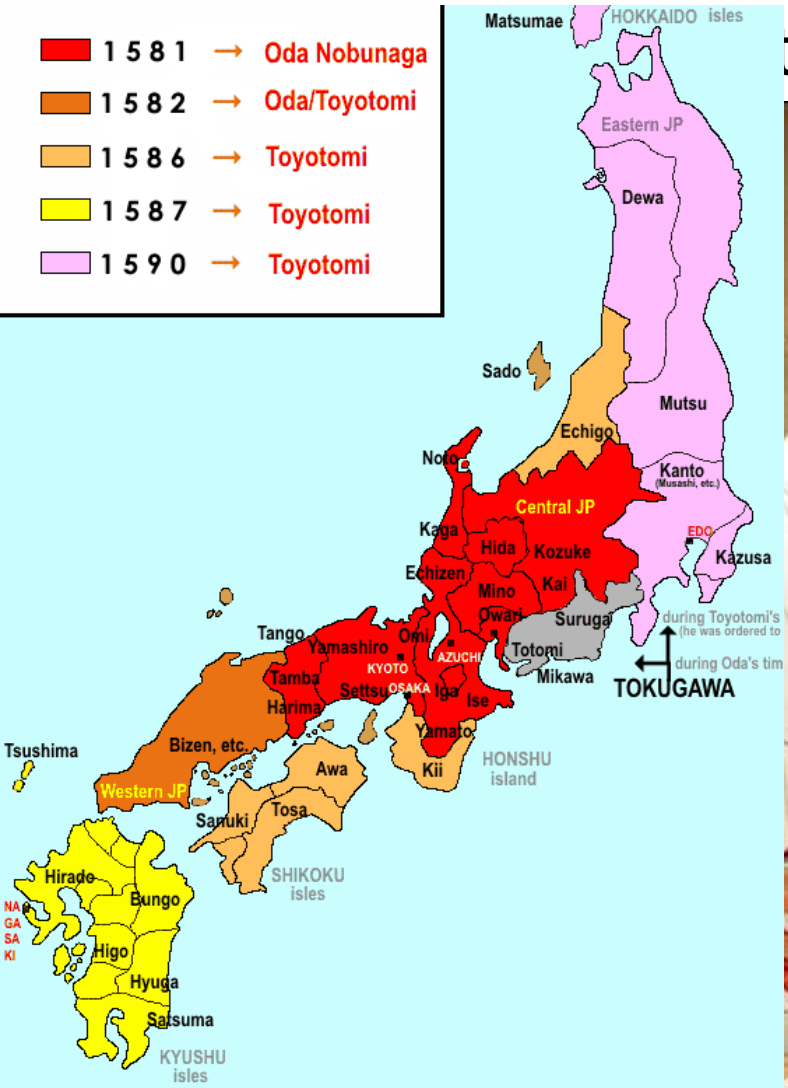 1581 → Oda Nobunaga
1582 → Oda/Toyotomi
1586 → Toyotomi
1587 → Toyotomi
1590 → Toyotomi
Matsumae
HOKKAIDO isles
Eastern JP
Dewa
Sado
Mutsu
Echigo
Noto
Kanto
(Musashi, etc.)
Central JP
Kaga
EDO
Hida
Kozuke
Kazusa
Echizen
Kai
Mino
Owari
Suruga
during Toyotomi's
(he was ordered to
Tango
Yamashiro
Omi
Totomi
AZUCHI
KYOTO
during Oda's tim
Mikawa
TOKUGAWA
Tamba
Settsu
OSAKA
Iga
Ise
Harima
Yamato
Bizen, etc.
Tsushima
HONSHU
island
Kii
Awa
Western JP
Tosa
Sanuki
SHIKOKU
isles
Hirado
Bungo
NA
GA
SA
KI
Higo
Hyuga
Satsuma
KYUSHU
isles